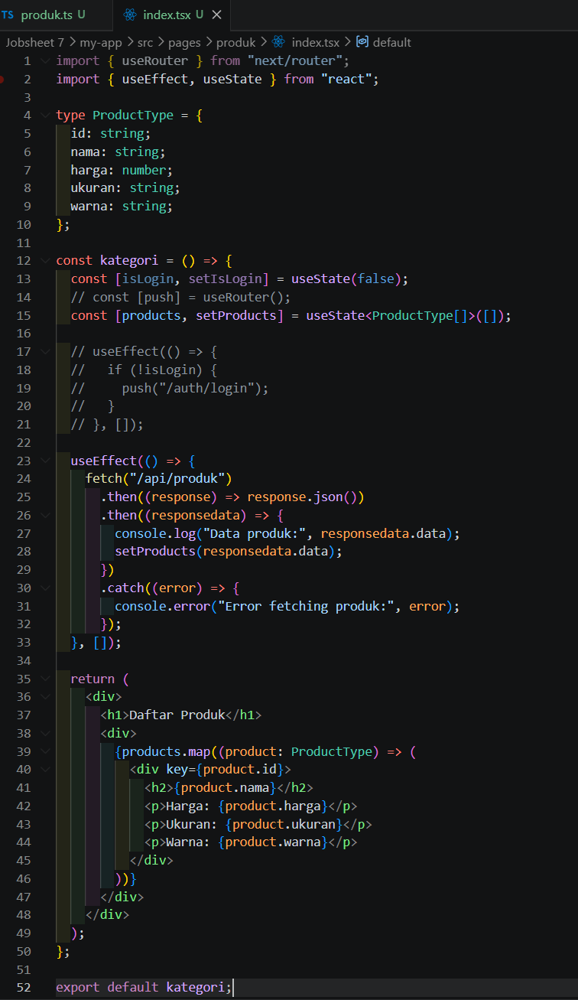 TS produk.ts U index.tsx U ×
Jobsheet 7 > my-app > src > pages > produk > index.tsx > default
1 import { useRouter } from "next/router";
2 import { useEffect, useState } from "react";
3
4 type ProductType = {
5   id: string;
6   nama: string;
7   harga: number;
8   ukuran: string;
9   warna: string;
10 };
11
12 const kategori = () => {
13   const [isLogin, setIsLogin] = useState(false);
14   // const [push] = useRouter();
15   const [products, setProducts] = useState<ProductType[]>([]);
16
17   // useEffect(() => {
18   //   if (!isLogin) {
19   //     push("/auth/login");
20   //   }
21   // }, []);
22
23   useEffect(() => {
24     fetch("/api/produk")
25       .then((response) => response.json())
26       .then((responsedata) => {
27         console.log("Data produk:", responsedata.data);
28         setProducts(responsedata.data);
29       })
30       .catch((error) => {
31         console.error("Error fetching produk:", error);
32       });
33   }, []);
34
35   return (
36     <div>
37       <h1>Daftar Produk</h1>
38       <div>
39         {products.map((product: ProductType) => (
40           <div key={product.id}>
41             <h2>{product.nama}</h2>
42             <p>Harga: {product.harga}</p>
43             <p>Ukuran: {product.ukuran}</p>
44             <p>Warna: {product.warna}</p>
45           </div>
46         ))}
47       </div>
48     </div>
49   );
50 };
51
52 export default kategori;